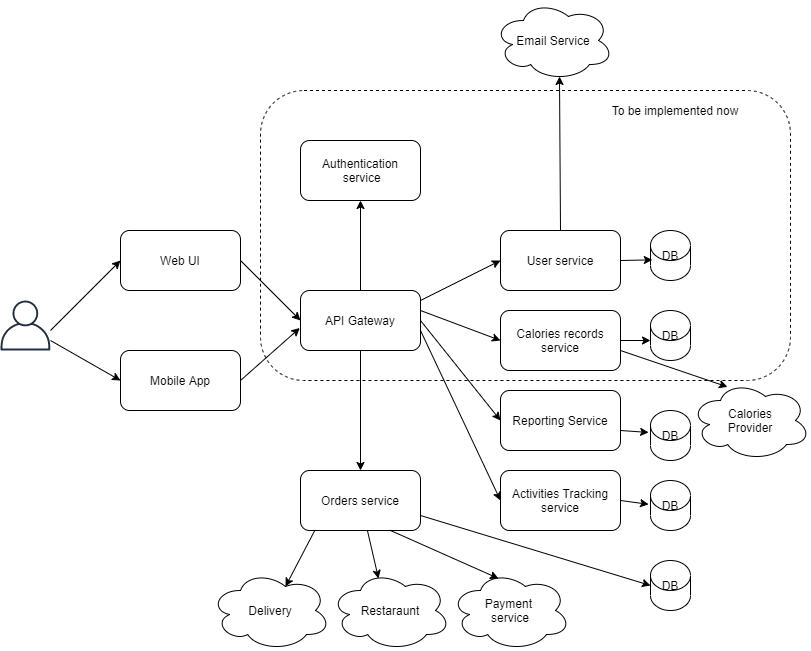 Email Service
To be implemented now
Authentication
service
Web UI
User service
DB
API Gateway
Calories records
service
DB
Mobile App
Calories
Provider
Reporting Service
DB
Orders service
Activities Tracking
service
DB
DB
Delivery
Restaraunt
Payment
service